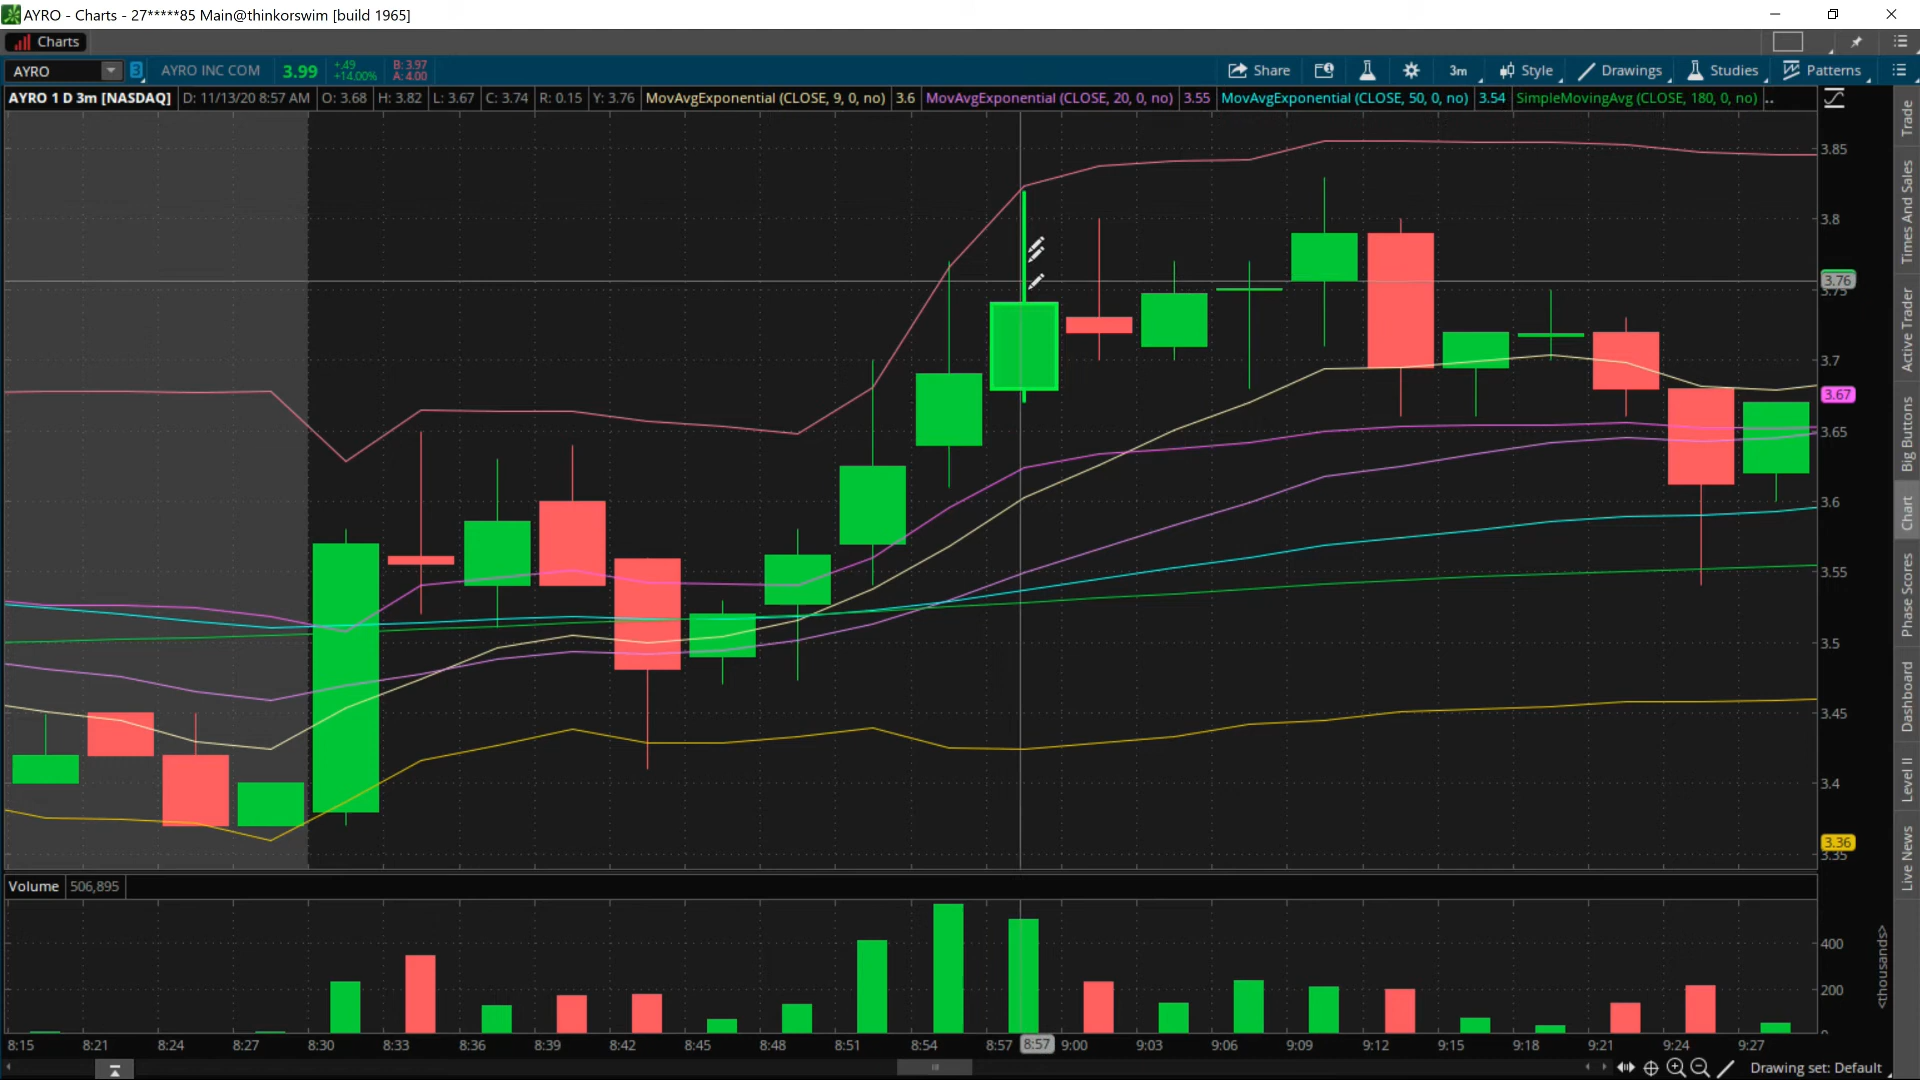 AYRO - Charts - 27*****85 Main@thinkorswim [build 1965]
Charts
AYRO 3 AYRO INC COM 3.99 +.49 +14.00% B: 3.97 A: 4.00 Share 3m Style Drawings Studies Patterns
AYRO 1 D 3m [NASDAQ] D: 11/13/20 8:57 AM O: 3.68 H: 3.82 L: 3.67 C: 3.74 R: 0.15 Y: 3.76 MovAvgExponential (CLOSE, 9, 0, no) 3.6 MovAvgExponential (CLOSE, 20, 0, no) 3.55 MovAvgExponential (CLOSE, 50, 0, no) 3.54 SimpleMovingAvg (CLOSE, 180, 0, no) ..
3.85
3.8
3.76
3.75
3.7
3.67
3.65
3.6
3.55
3.5
3.45
3.4
3.36
3.35
Trade
Times And Sales
Active Trader
Big Buttons
Chart
Phase Scores
Dashboard
Level II
Live News
Volume 506,895
400
200
0
<thousands>
8:15 8:21 8:24 8:27 8:30 8:33 8:36 8:39 8:42 8:45 8:48 8:51 8:54 8:57 8:57 9:00 9:03 9:06 9:09 9:12 9:15 9:18 9:21 9:24 9:27
Drawing set: Default